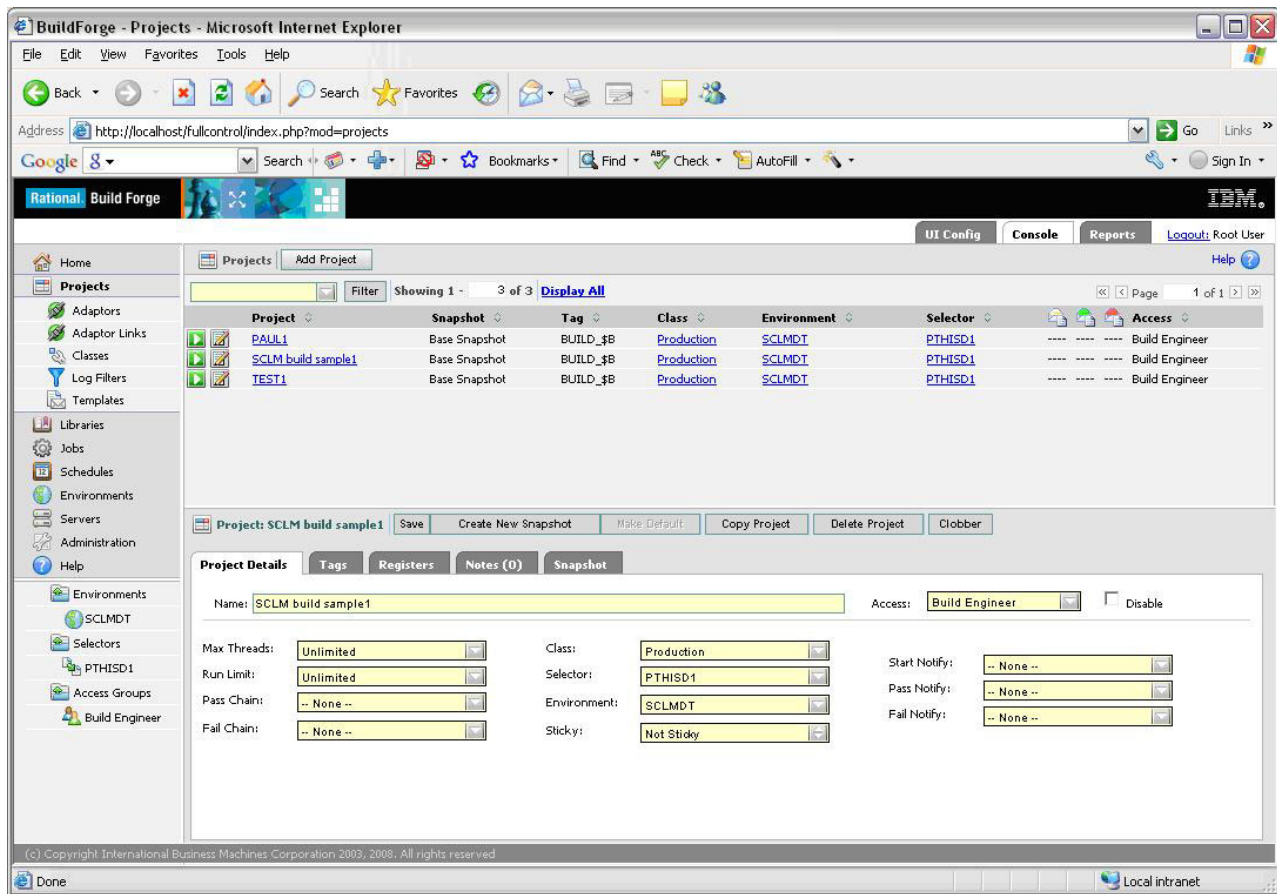 BuildForge - Projects - Microsoft Internet Explorer
File Edit View Favorites Tools Help
Back Search Favorites
Address http://localhost/fullcontrol/index.php?mod=projects Go Links »
Google Search Bookmarks Find ABC Check AutoFill Sign In
Rational. Build Forge IBM.
UI Config Console Reports Logout: Root User
Home
Projects
Adaptors
Adaptor Links
Classes
Log Filters
Templates
Libraries
Jobs
12 Schedules
Environments
Servers
Administration
Help
Environments
SCLMDT
Selectors
PTHISD1
Access Groups
Build Engineer
Projects Add Project Help
Filter Showing 1 - 3 of 3 Display All Page 1 of 1
Project Snapshot Tag Class Environment Selector Access
PAUL1 Base Snapshot BUILD_$B Production SCLMDT PTHISD1 ---- ---- ---- Build Engineer
SCLM build sample1 Base Snapshot BUILD_$B Production SCLMDT PTHISD1 ---- ---- ---- Build Engineer
TEST1 Base Snapshot BUILD_$B Production SCLMDT PTHISD1 ---- ---- ---- Build Engineer
Project: SCLM build sample1 Save Create New Snapshot Make Default Copy Project Delete Project Clobber
Project Details Tags Registers Notes (0) Snapshot
Name: SCLM build sample1 Access: Build Engineer Disable
Max Threads: Unlimited Class: Production Start Notify: -- None --
Run Limit: Unlimited Selector: PTHISD1 Pass Notify: -- None --
Pass Chain: -- None -- Environment: SCLMDT Fail Notify: -- None --
Fail Chain: -- None -- Sticky: Not Sticky
(c) Copyright International Business Machines Corporation 2003, 2008. All rights reserved
Done Local intranet